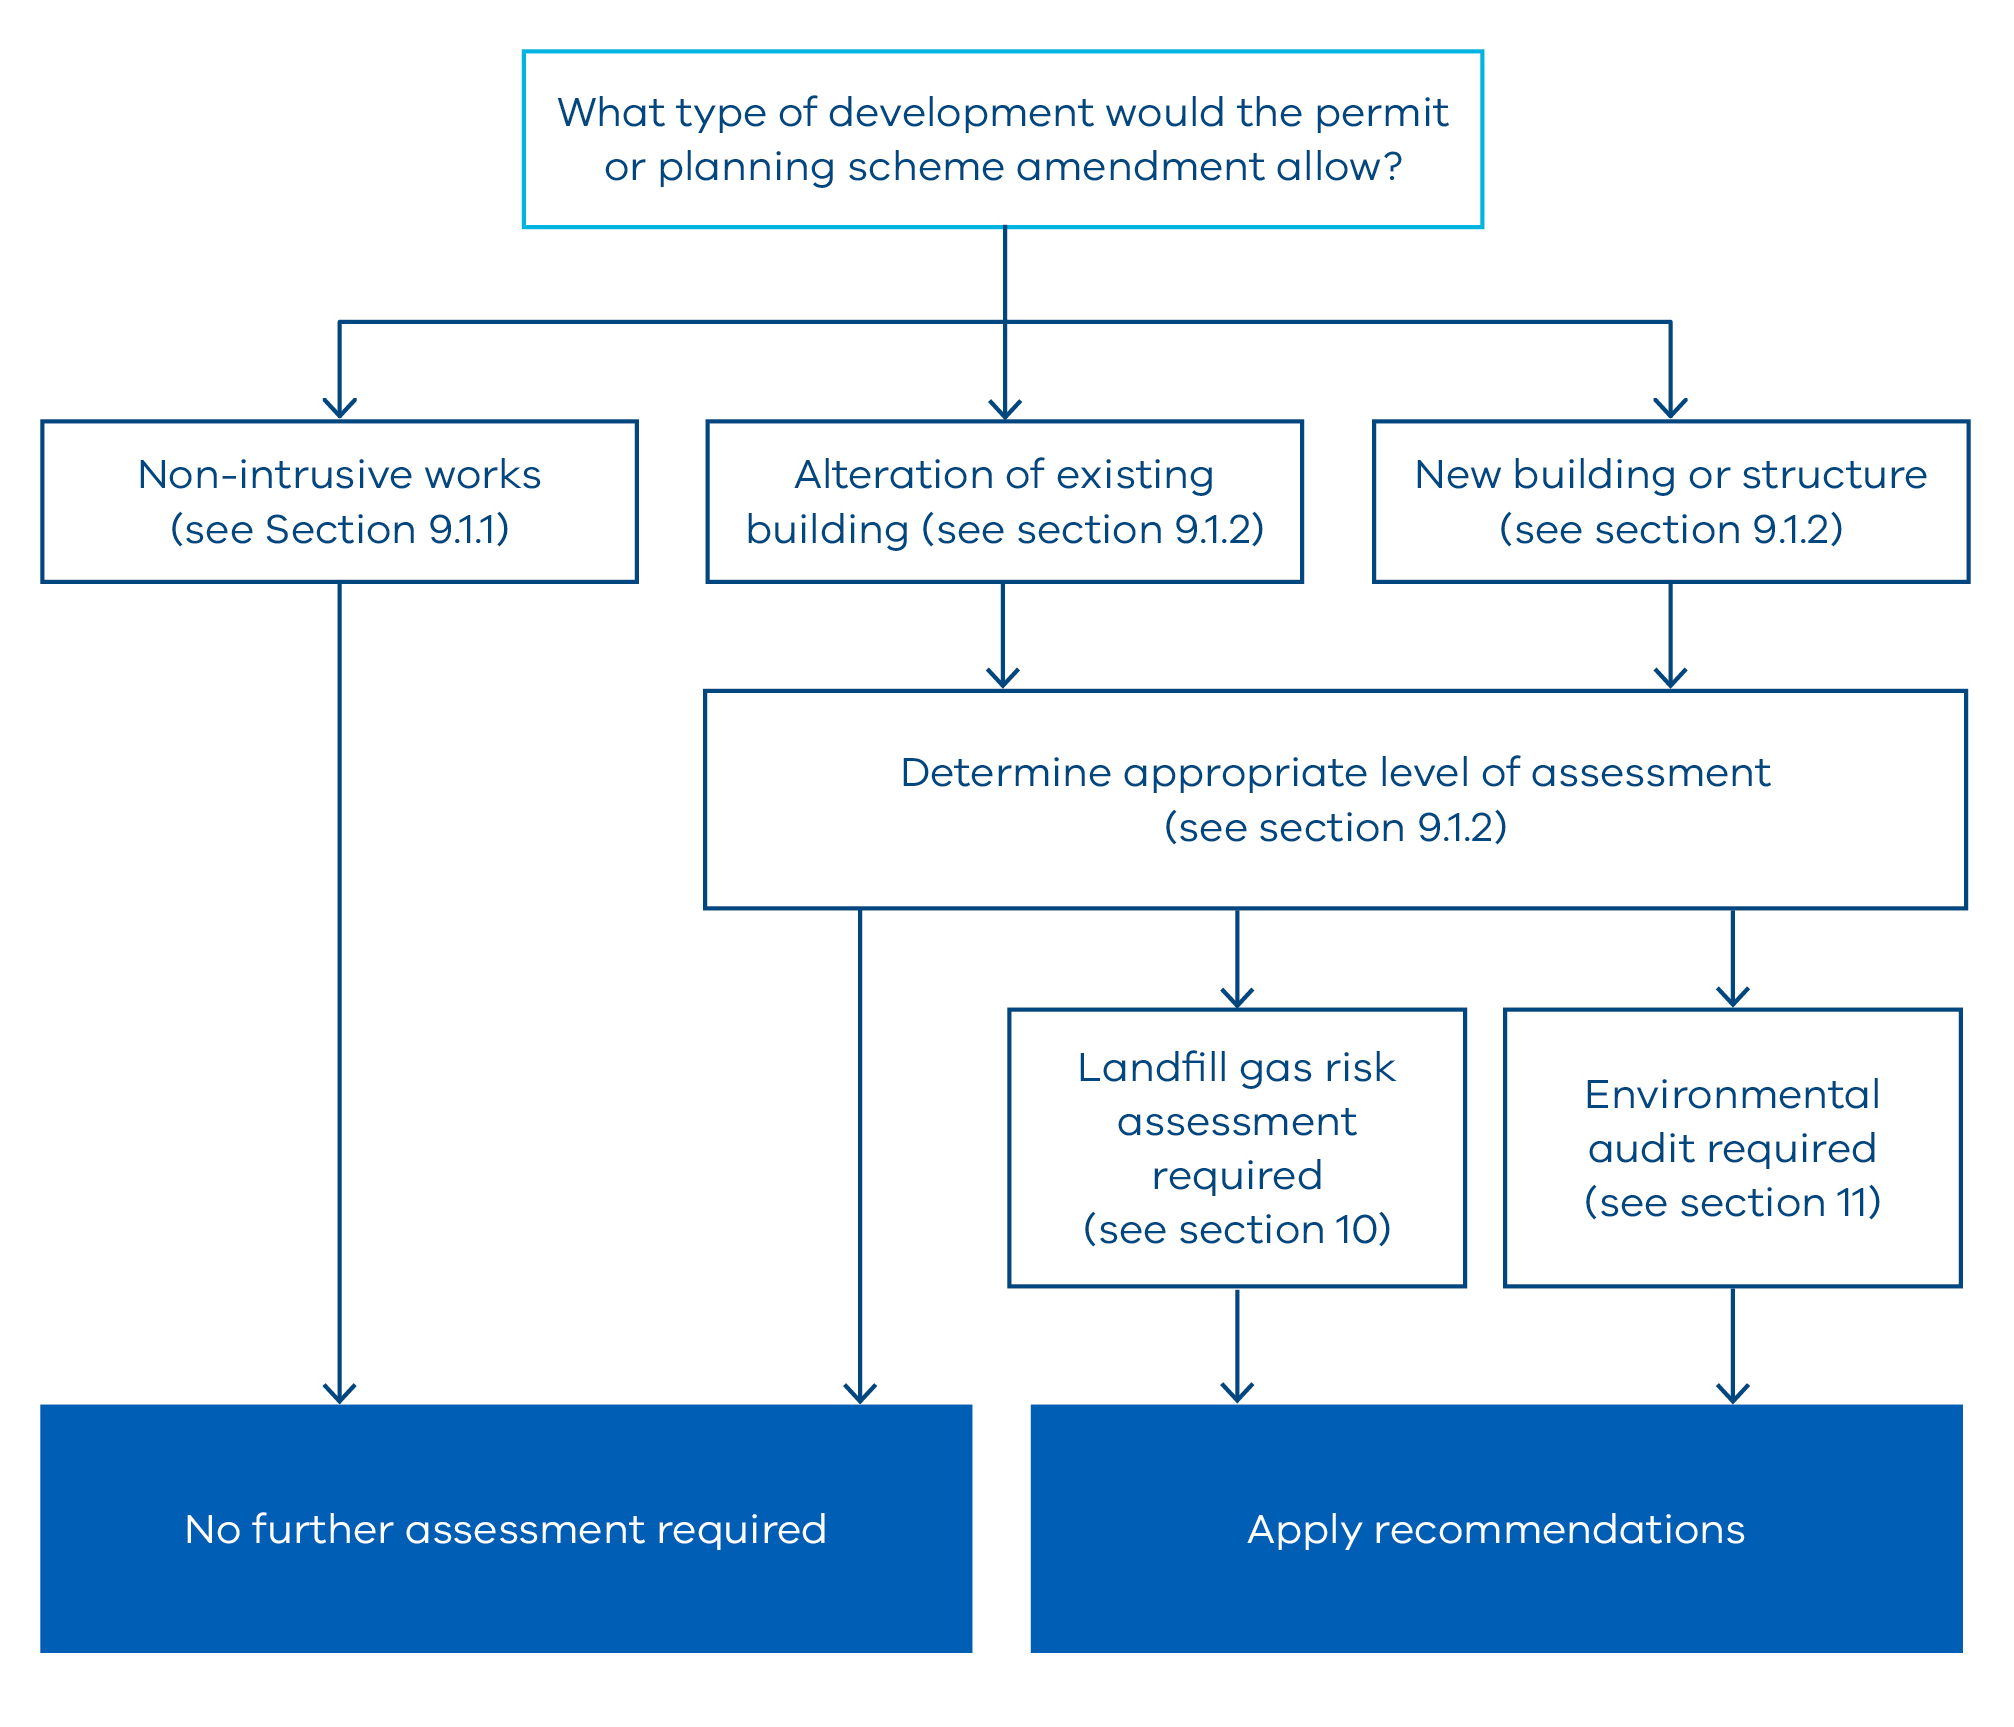 What type of development would the permit
or planning scheme amendment allow?
Non-intrusive works
(see Section 9.1.1)
Alteration of existing
building (see section 9.1.2)
New building or structure
(see section 9.1.2)
Determine appropriate level of assessment
(see section 9.1.2)
Landfill gas risk
assessment
required
(see section 10)
Environmental
audit required
(see section 11)
No further assessment required
Apply recommendations